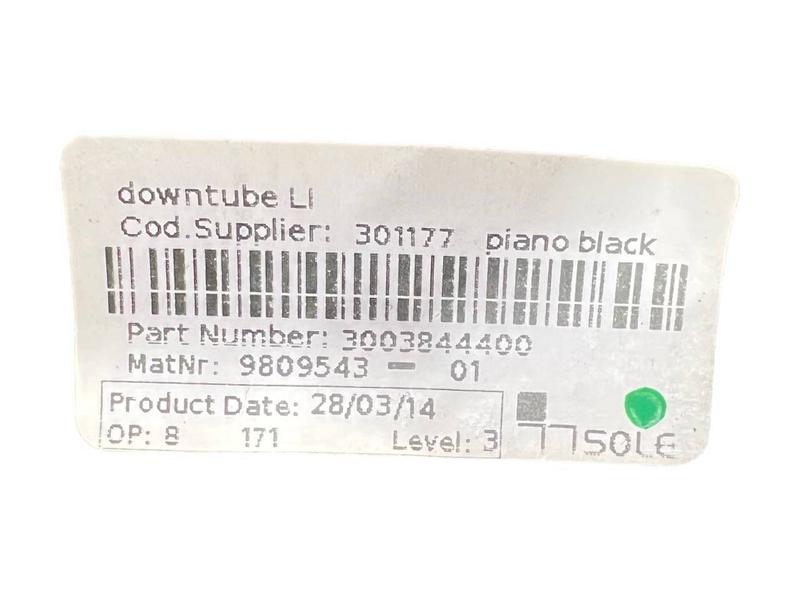 downtube LI
Cod.Supplier: 301177 piano black
Part Number: 3003844400
MatNr: 9809543 - 01
Product Date: 28/03/14
OP: 8 171 Level: 3
SOLE